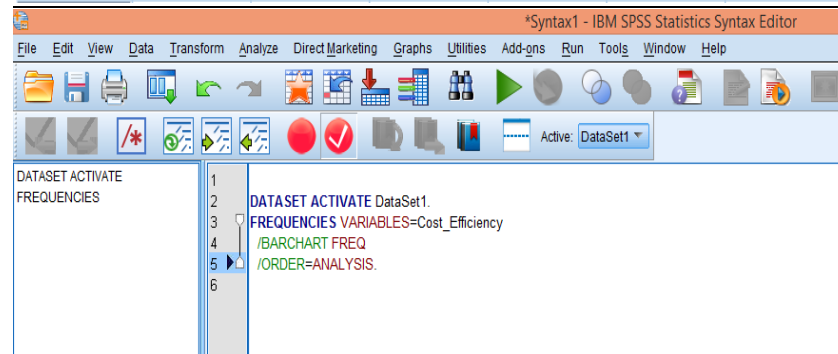 *Syntax1 - IBM SPSS Statistics Syntax Editor
File Edit View Data Transform Analyze Direct Marketing Graphs Utilities Add-ons Run Tools Window Help
Active: DataSet1
DATASET ACTIVATE
FREQUENCIES
1
2 DATASET ACTIVATE DataSet1.
3 FREQUENCIES VARIABLES=Cost_Efficiency
4 /BARCHART FREQ
5 /ORDER=ANALYSIS.
6